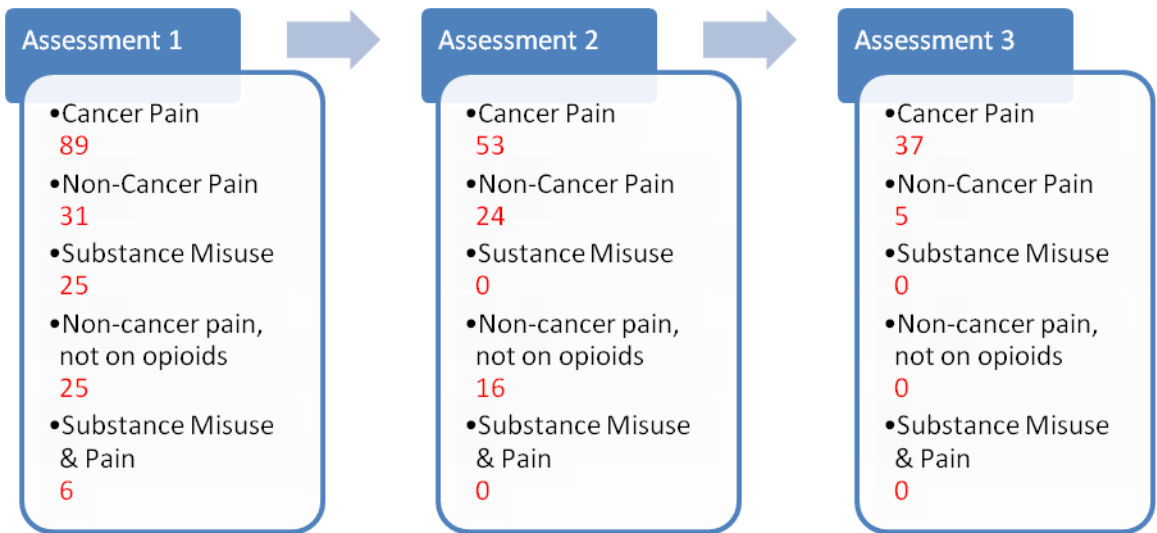 Assessment 1
•Cancer Pain
89
•Non-Cancer Pain
31
•Substance Misuse
25
•Non-cancer pain,
not on opioids
25
•Substance Misuse
& Pain
6
Assessment 2
•Cancer Pain
53
•Non-Cancer Pain
24
•Sustance Misuse
0
•Non-cancer pain,
not on opioids
16
•Substance Misuse
& Pain
0
Assessment 3
•Cancer Pain
37
•Non-Cancer Pain
5
•Substance Misuse
0
•Non-cancer pain,
not on opioids
0
•Substance Misuse
& Pain
0